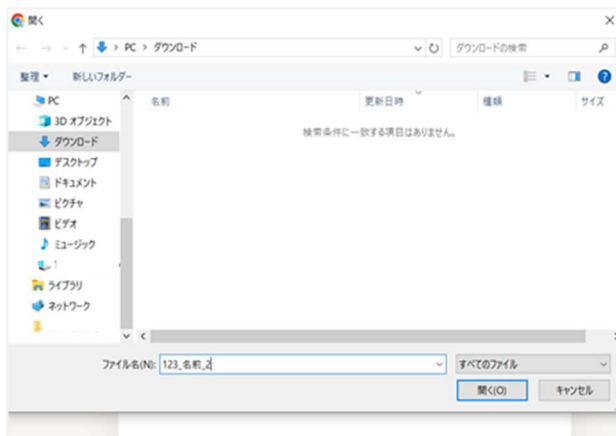 開く
PC > ダウンロード
ダウンロードの検索
整理
新しいフォルダー
名前
更新日時
種類
サイズ
PC
3D オブジェクト
ダウンロード
デスクトップ
ドキュメント
ピクチャ
ビデオ
ミュージック
ライブラリ
ネットワーク
検索条件に一致する項目はありません。
ファイル名(N): 123_名前_2
すべてのファイル
開く(O)
キャンセル